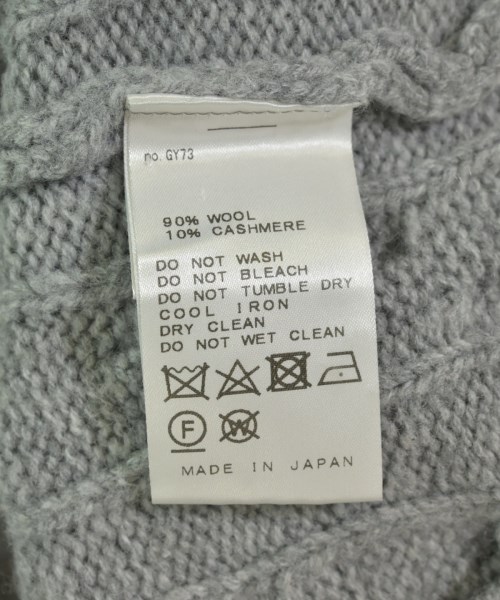 no. GY73
90% WOOL
10% CASHMERE
DO NOT WASH
DO NOT BLEACH
DO NOT TUMBLE DRY
COOL IRON
DRY CLEAN
DO NOT WET CLEAN
F W
MADE IN JAPAN